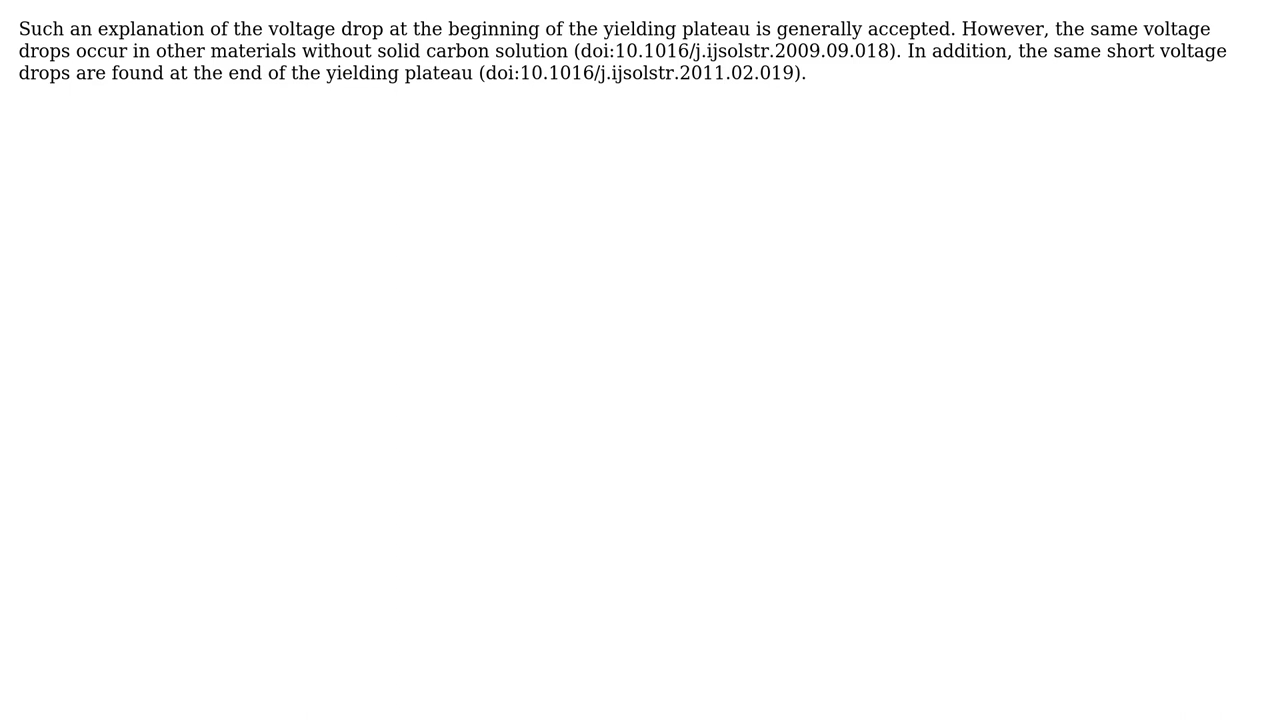 Such an explanation of the voltage drop at the beginning of the yielding plateau is generally accepted. However, the same voltage
drops occur in other materials without solid carbon solution (doi:10.1016/j.ijsolstr.2009.09.018). In addition, the same short voltage
drops are found at the end of the yielding plateau (doi:10.1016/j.ijsolstr.2011.02.019).